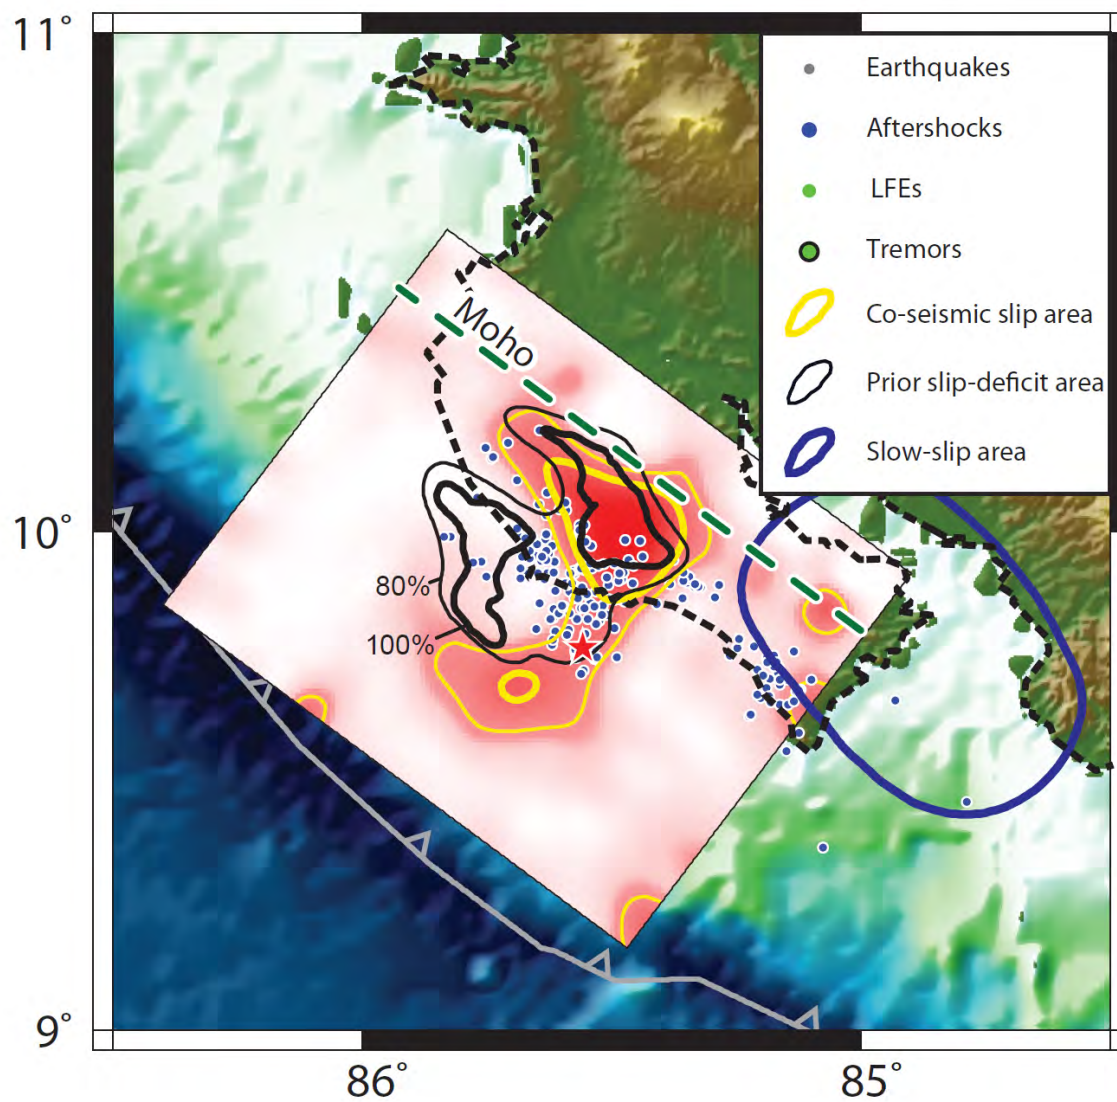 11°
10°
9°
86°
85°
Moho
80%
100%
Earthquakes
Aftershocks
LFEs
Tremors
Co-seismic slip area
Prior slip-deficit area
Slow-slip area